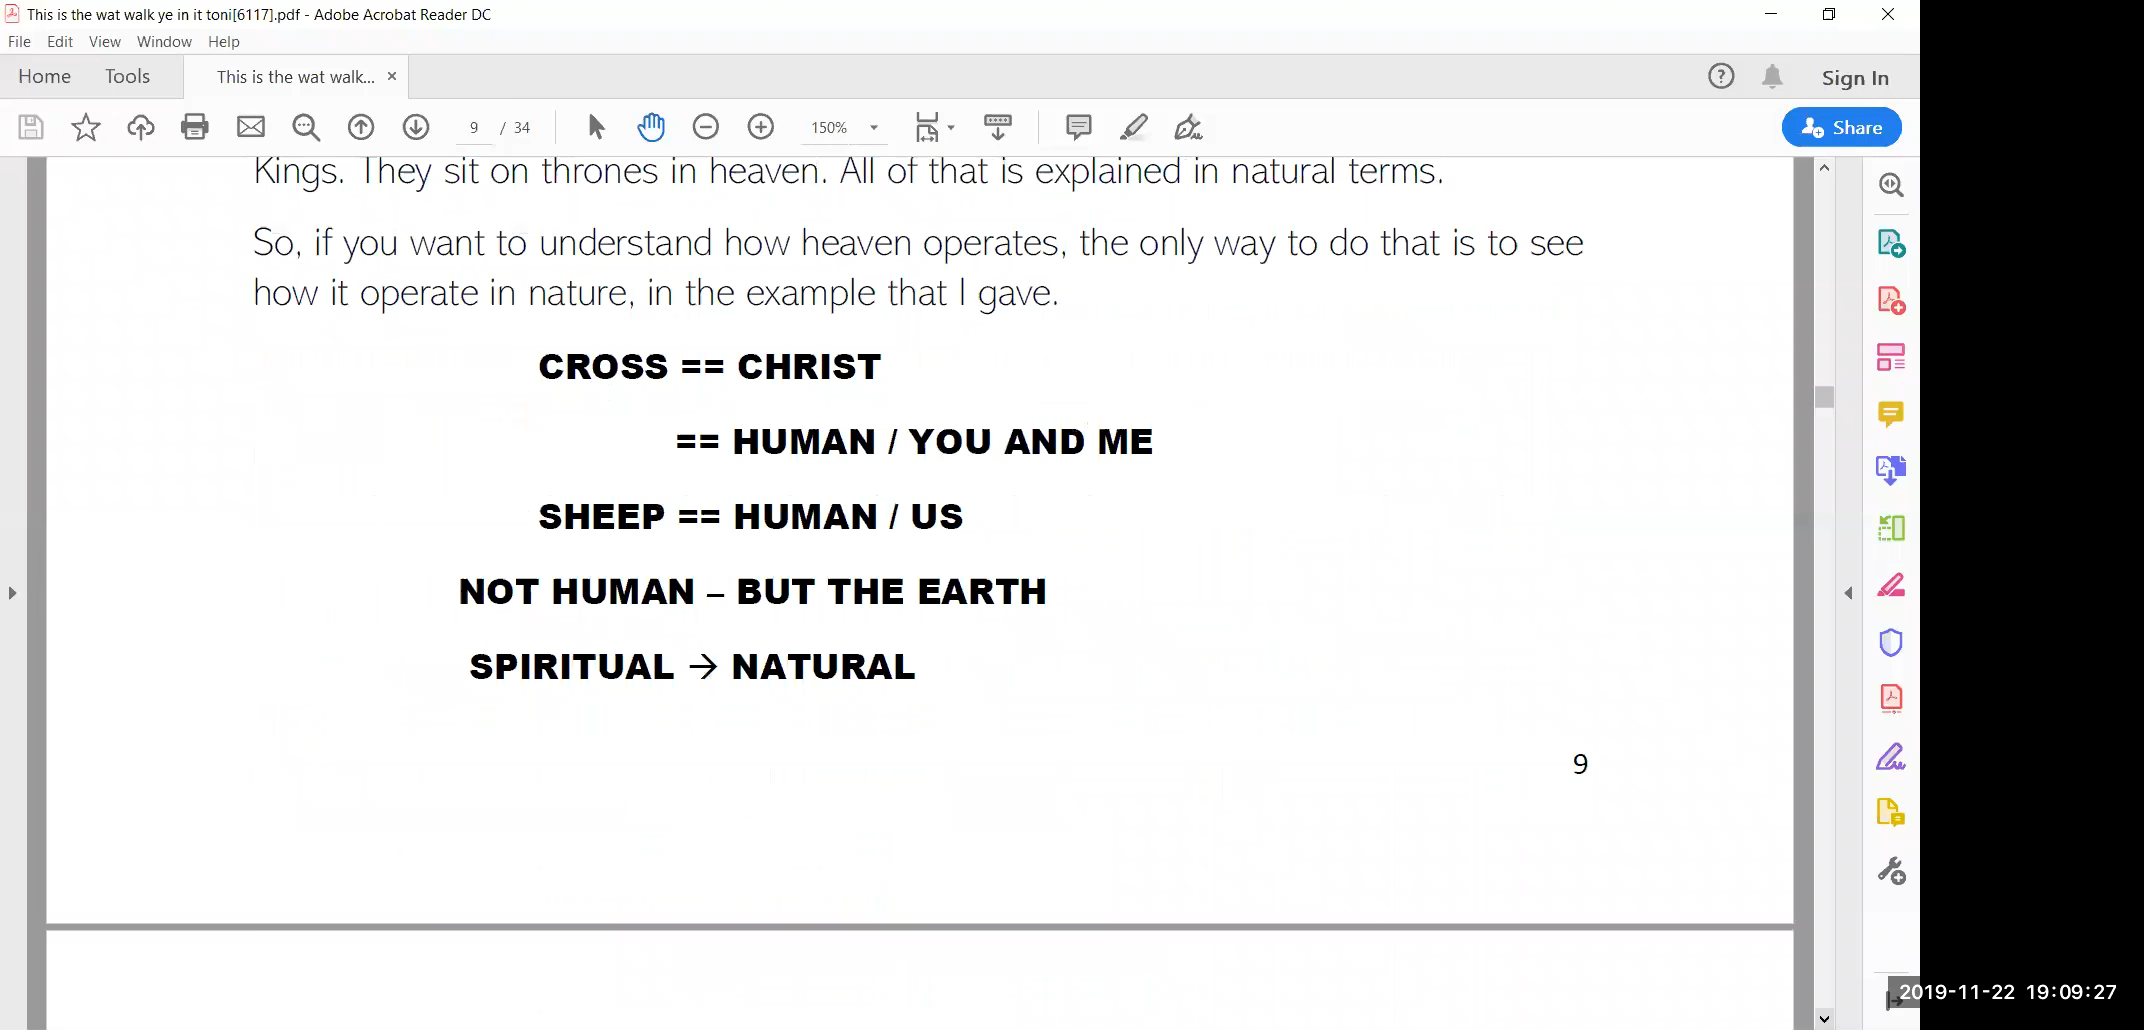 This is the wat walk ye in it toni[6117].pdf - Adobe Acrobat Reader DC
File Edit View Window Help
Home Tools This is the wat walk... × Sign In
9 / 34 150% Share
Kings. They sit on thrones in heaven. All of that is explained in natural terms.
So, if you want to understand how heaven operates, the only way to do that is to see
how it operate in nature, in the example that I gave.
CROSS == CHRIST
== HUMAN / YOU AND ME
SHEEP == HUMAN / US
NOT HUMAN – BUT THE EARTH
SPIRITUAL → NATURAL
9
2019-11-22 19:09:27